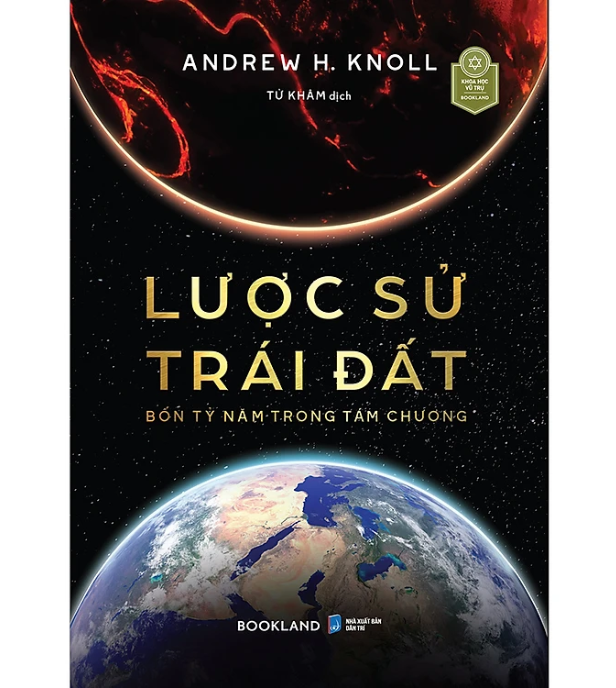 ANDREW H. KNOLL
TỪ KHÂM dịch
KHOA HỌC
VŨ TRỤ
BOOKLAND
LƯỢC SỬ
TRÁI ĐẤT
BỐN TỶ NĂM TRONG TÁM CHƯƠNG
BOOKLAND
NHÀ XUẤT BẢN
DÂN TRÍ